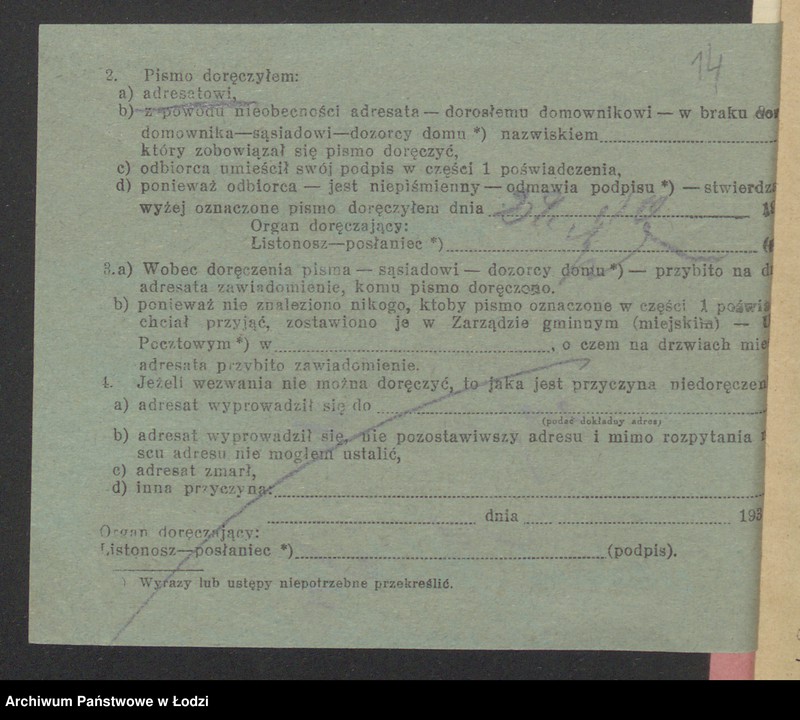 14
2. Pismo doręczyłem:
a) adresatowi,
b) z powodu nieobecności adresata — dorosłemu domownikowi — w braku
domownika—sąsiadowi—dozorcy domu *) nazwiskiem
który zobowiązał się pismo doręczyć,
c) odbiorca umieścił swój podpis w części 1 poświadczenia,
d) ponieważ odbiorca — jest niepiśmienny — odmawia podpisu *) — stwierdz
wyżej oznaczone pismo doręczyłem dnia
Organ doręczający:
Listonosz—posłaniec *)
3.a) Wobec doręczenia pisma — sąsiadowi — dozorcy domu *) — przybito na d
adresata zawiadomienie, komu pismo doręczono.
b) ponieważ nie znaleziono nikogo, ktoby pismo oznaczone w części 1 poświ
chciał przyjąć, zostawiono je w Zarządzie gminnym (miejskim) —
Pocztowym *) w , o czem na drzwiach mie
adresata przybito zawiadomienie.
4. Jeżeli wezwania nie można doręczyć, to jaka jest przyczyna niedoręczen
a) adresat wyprowadził się do
(podać dokładny adres)
b) adresat wyprowadził się, nie pozostawiwszy adresu i mimo rozpytania
scu adresu nie mogłem ustalić,
c) adresat zmarł,
d) inna przyczyna:
dnia 193
Organ doręczający:
Listonosz—posłaniec *) (podpis).
*) Wyrazy lub ustępy niepotrzebne przekreślić.
Archiwum Państwowe w Łodzi